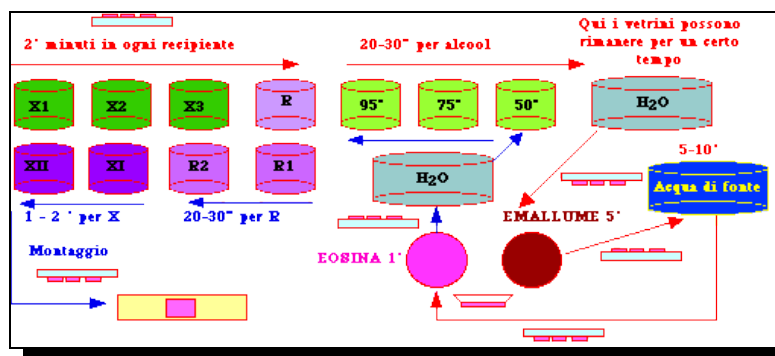 Qui i vetrini possono
rimanere per un certo
tempo
2' minuti in ogni recipiente
20-30" per alcool
X1 X2 X3 R 95° 75° 50° H2O
XII XI R2 R1 H2O
5-10'
Acqua di fonte
1 - 2 ' per X
20-30" per R
EMALLUME 5'
Montaggio
EOSINA 1'